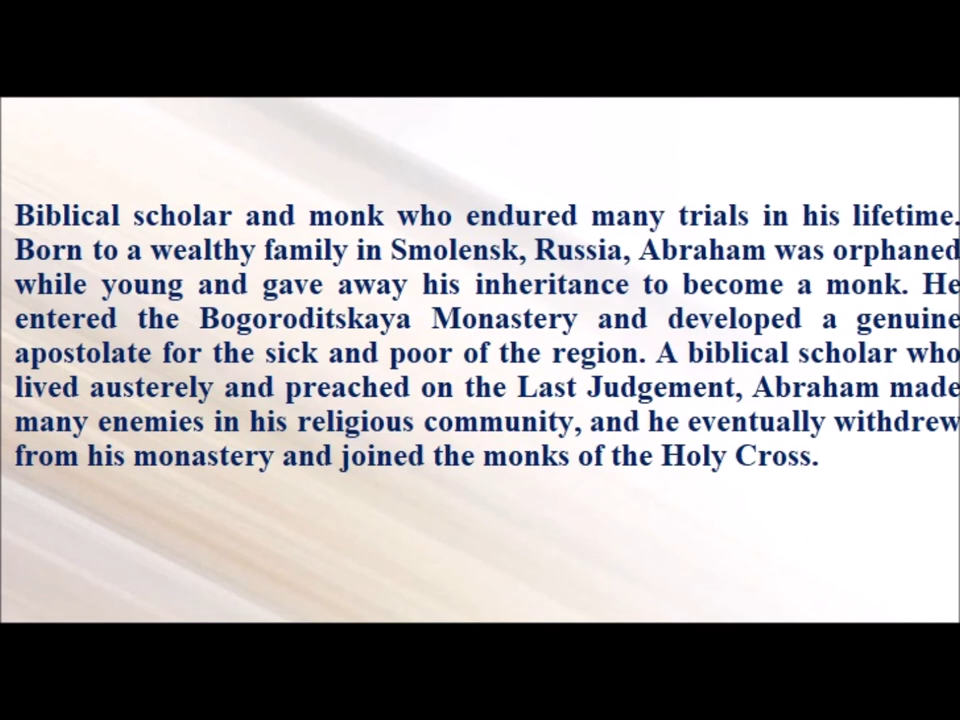 Biblical scholar and monk who endured many trials in his lifetime.
Born to a wealthy family in Smolensk, Russia, Abraham was orphaned
while young and gave away his inheritance to become a monk. He
entered the Bogoroditskaya Monastery and developed a genuine
apostolate for the sick and poor of the region. A biblical scholar who
lived austerely and preached on the Last Judgement, Abraham made
many enemies in his religious community, and he eventually withdrew
from his monastery and joined the monks of the Holy Cross.